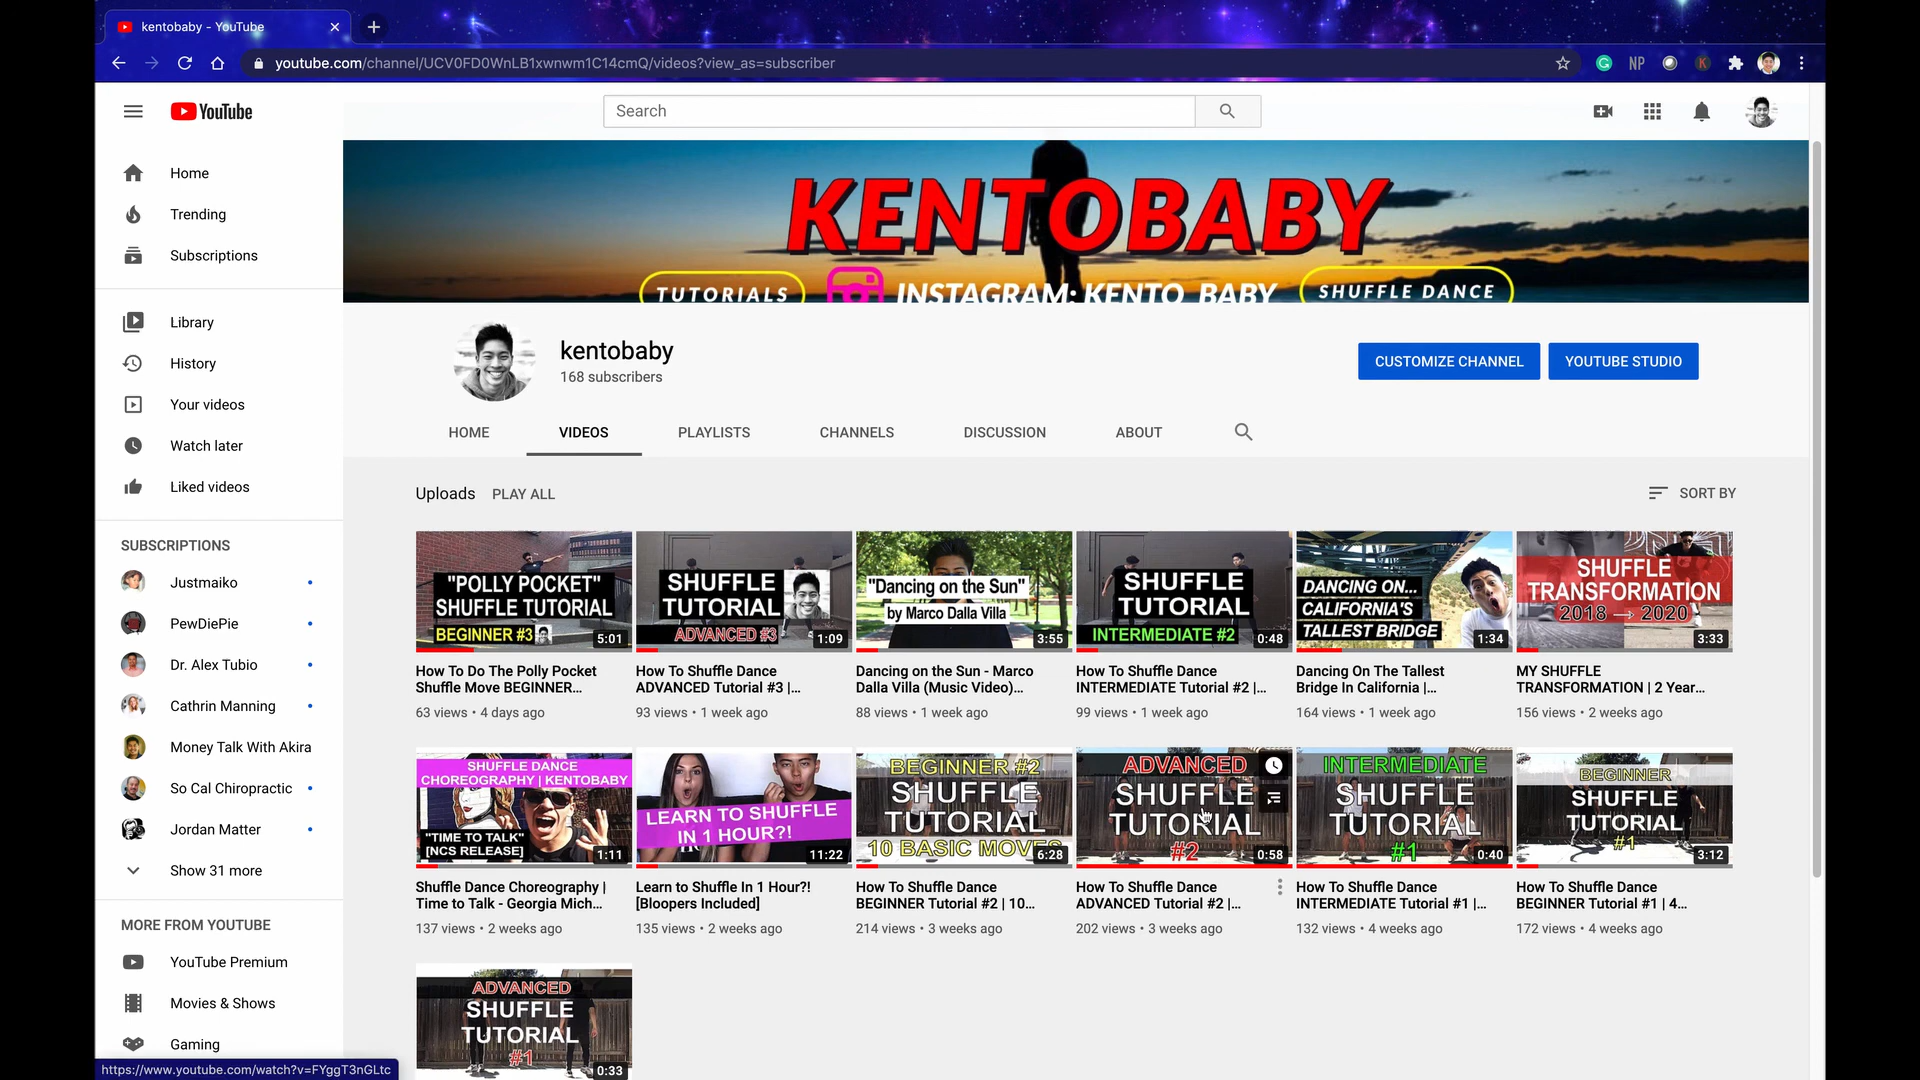 kentobaby - YouTube
youtube.com/channel/UCV0FD0WnLB1xwnwm1C14cmQ/videos?view_as=subscriber
NP
K
YouTube
Search
Home
Trending
Subscriptions
Library
History
Your videos
Watch later
Liked videos
SUBSCRIPTIONS
Justmaiko
PewDiePie
Dr. Alex Tubio
Cathrin Manning
Money Talk With Akira
So Cal Chiropractic
Jordan Matter
Show 31 more
MORE FROM YOUTUBE
YouTube Premium
Movies & Shows
Gaming
https://www.youtube.com/watch?v=FYggT3nGLtc
KENTOBABY
TUTORIALS
INSTAGRAM: KENTO_BABY
SHUFFLE DANCE
kentobaby
168 subscribers
CUSTOMIZE CHANNEL
YOUTUBE STUDIO
HOME
VIDEOS
PLAYLISTS
CHANNELS
DISCUSSION
ABOUT
Uploads
PLAY ALL
SORT BY
"POLLY POCKET"
SHUFFLE TUTORIAL
BEGINNER #3
5:01
How To Do The Polly Pocket
Shuffle Move BEGINNER...
63 views • 4 days ago
SHUFFLE
TUTORIAL
ADVANCED #3
1:09
How To Shuffle Dance
ADVANCED Tutorial #3 |...
93 views • 1 week ago
"Dancing on the Sun"
by Marco Dalla Villa
3:55
Dancing on the Sun - Marco
Dalla Villa (Music Video)...
88 views • 1 week ago
SHUFFLE
TUTORIAL
INTERMEDIATE #2
0:48
How To Shuffle Dance
INTERMEDIATE Tutorial #2 |...
99 views • 1 week ago
DANCING ON...
CALIFORNIA'S
TALLEST BRIDGE
1:34
Dancing On The Tallest
Bridge In California |...
164 views • 1 week ago
SHUFFLE
TRANSFORMATION
2018 → 2020
3:33
MY SHUFFLE
TRANSFORMATION | 2 Year...
156 views • 2 weeks ago
SHUFFLE DANCE
CHOREOGRAPHY | KENTOBABY
"TIME TO TALK"
[NCS RELEASE]
1:11
Shuffle Dance Choreography |
Time to Talk - Georgia Mich...
137 views • 2 weeks ago
LEARN TO SHUFFLE
IN 1 HOUR?!
11:22
Learn to Shuffle In 1 Hour?!
[Bloopers Included]
135 views • 2 weeks ago
BEGINNER #2
SHUFFLE
TUTORIAL
10 BASIC MOVES
6:28
How To Shuffle Dance
BEGINNER Tutorial #2 | 10...
214 views • 3 weeks ago
ADVANCED
SHUFFLE
TUTORIAL
#2
0:58
How To Shuffle Dance
ADVANCED Tutorial #2 |...
202 views • 3 weeks ago
INTERMEDIATE
SHUFFLE
TUTORIAL
#1
0:40
How To Shuffle Dance
INTERMEDIATE Tutorial #1 |...
132 views • 4 weeks ago
BEGINNER
SHUFFLE
TUTORIAL
#1
3:12
How To Shuffle Dance
BEGINNER Tutorial #1 | 4...
172 views • 4 weeks ago
ADVANCED
SHUFFLE
TUTORIAL
#1
0:33